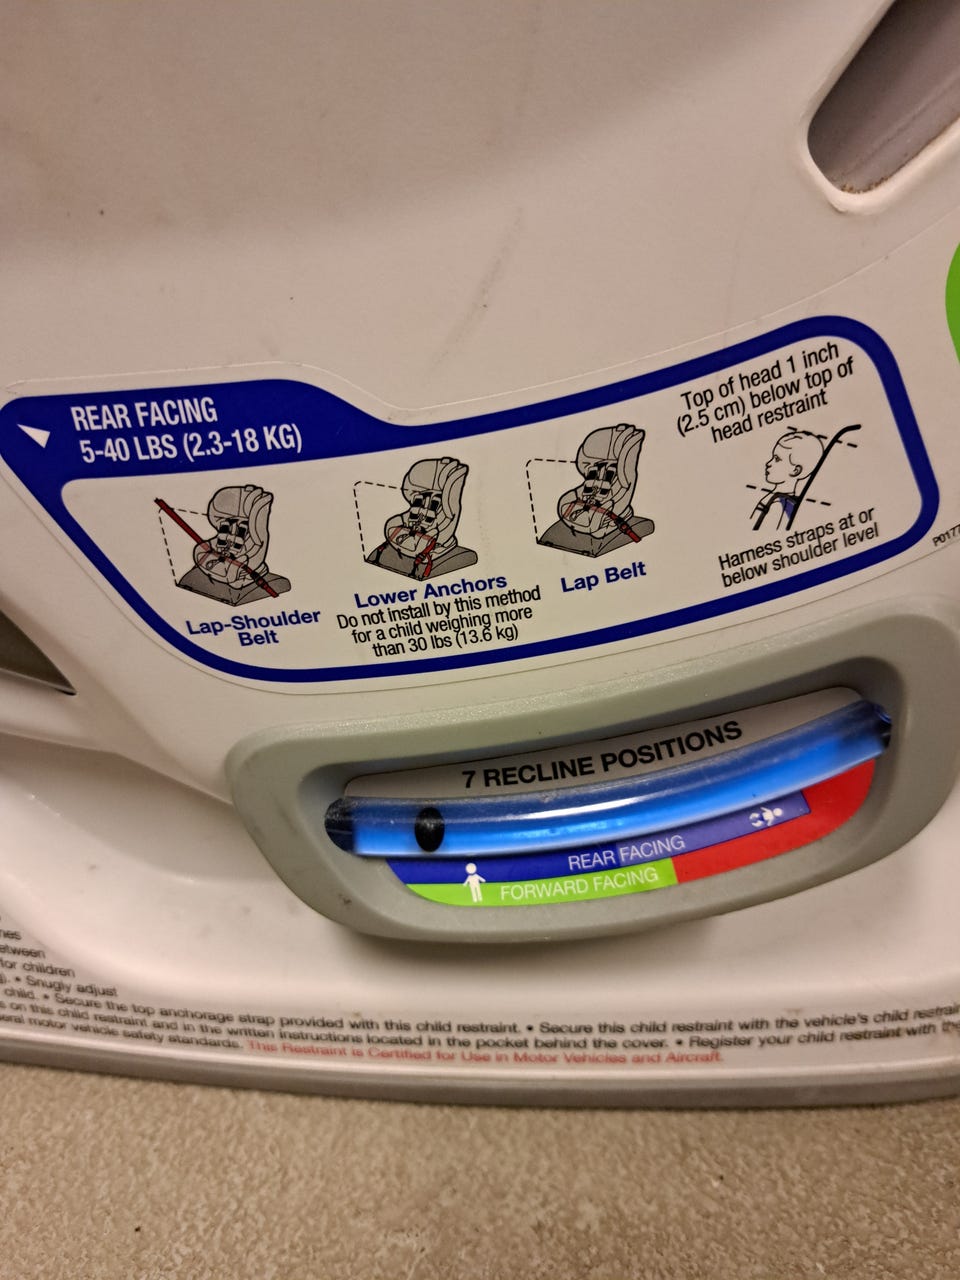 REAR FACING
5-40 LBS (2.3-18 KG)
Lap-Shoulder
Belt
Lower Anchors
Do not install by this method
for a child weighing more
than 30 lbs (13.6 kg)
Lap Belt
Top of head 1 inch
(2.5 cm) below top of
head restraint
Harness straps at or
below shoulder level
P0177
7 RECLINE POSITIONS
REAR FACING
FORWARD FACING
for children
• Snugly adjust
child. • Secure the top anchorage strap provided with this child restraint. • Secure this child restraint with the vehicle's child
on this child restraint and in the written instructions located in the pocket behind the cover. • Register your child restraint with the
motor vehicle safety standards. This Restraint is Certified for Use in Motor Vehicles and Aircraft.